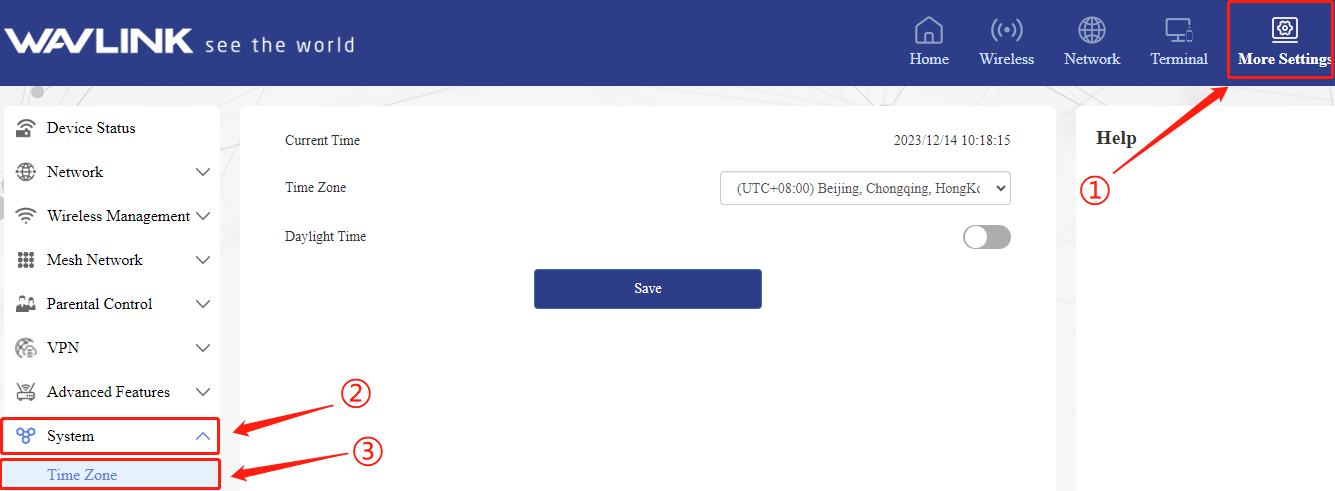 WAVLINK see the world
Home
Wireless
Network
Terminal
More Settings
①
Device Status
Network
Wireless Management
Mesh Network
Parental Control
VPN
Advanced Features
System
Time Zone
②
③
Current Time 2023/12/14 10:18:15
Time Zone (UTC+08:00) Beijing, Chongqing, HongKo
Daylight Time
Save
Help